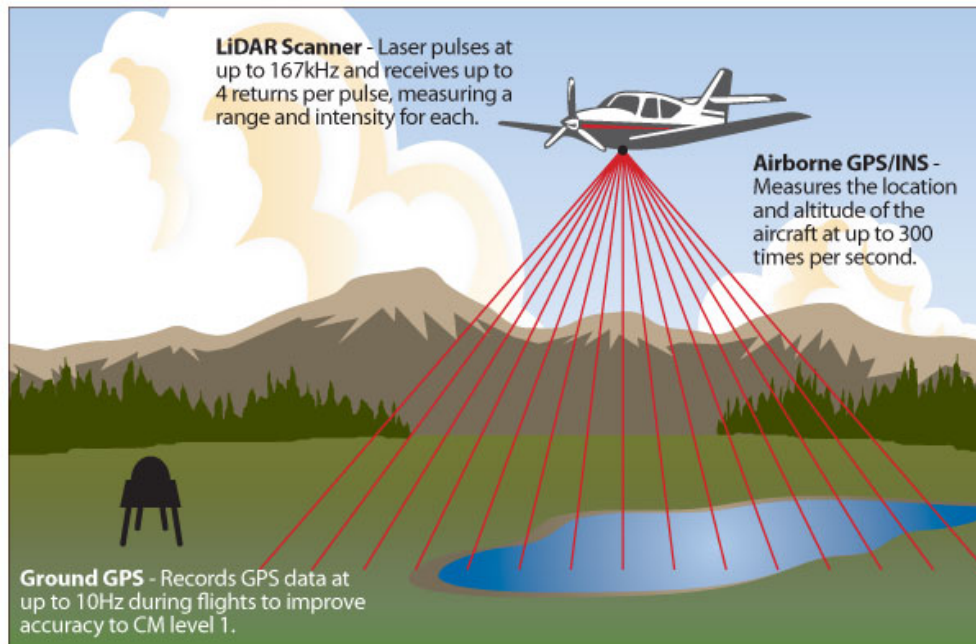 LiDAR Scanner - Laser pulses at
up to 167kHz and receives up to
4 returns per pulse, measuring a
range and intensity for each.
Airborne GPS/INS -
Measures the location
and altitude of the
aircraft at up to 300
times per second.
Ground GPS - Records GPS data at
up to 10Hz during flights to improve
accuracy to CM level 1.